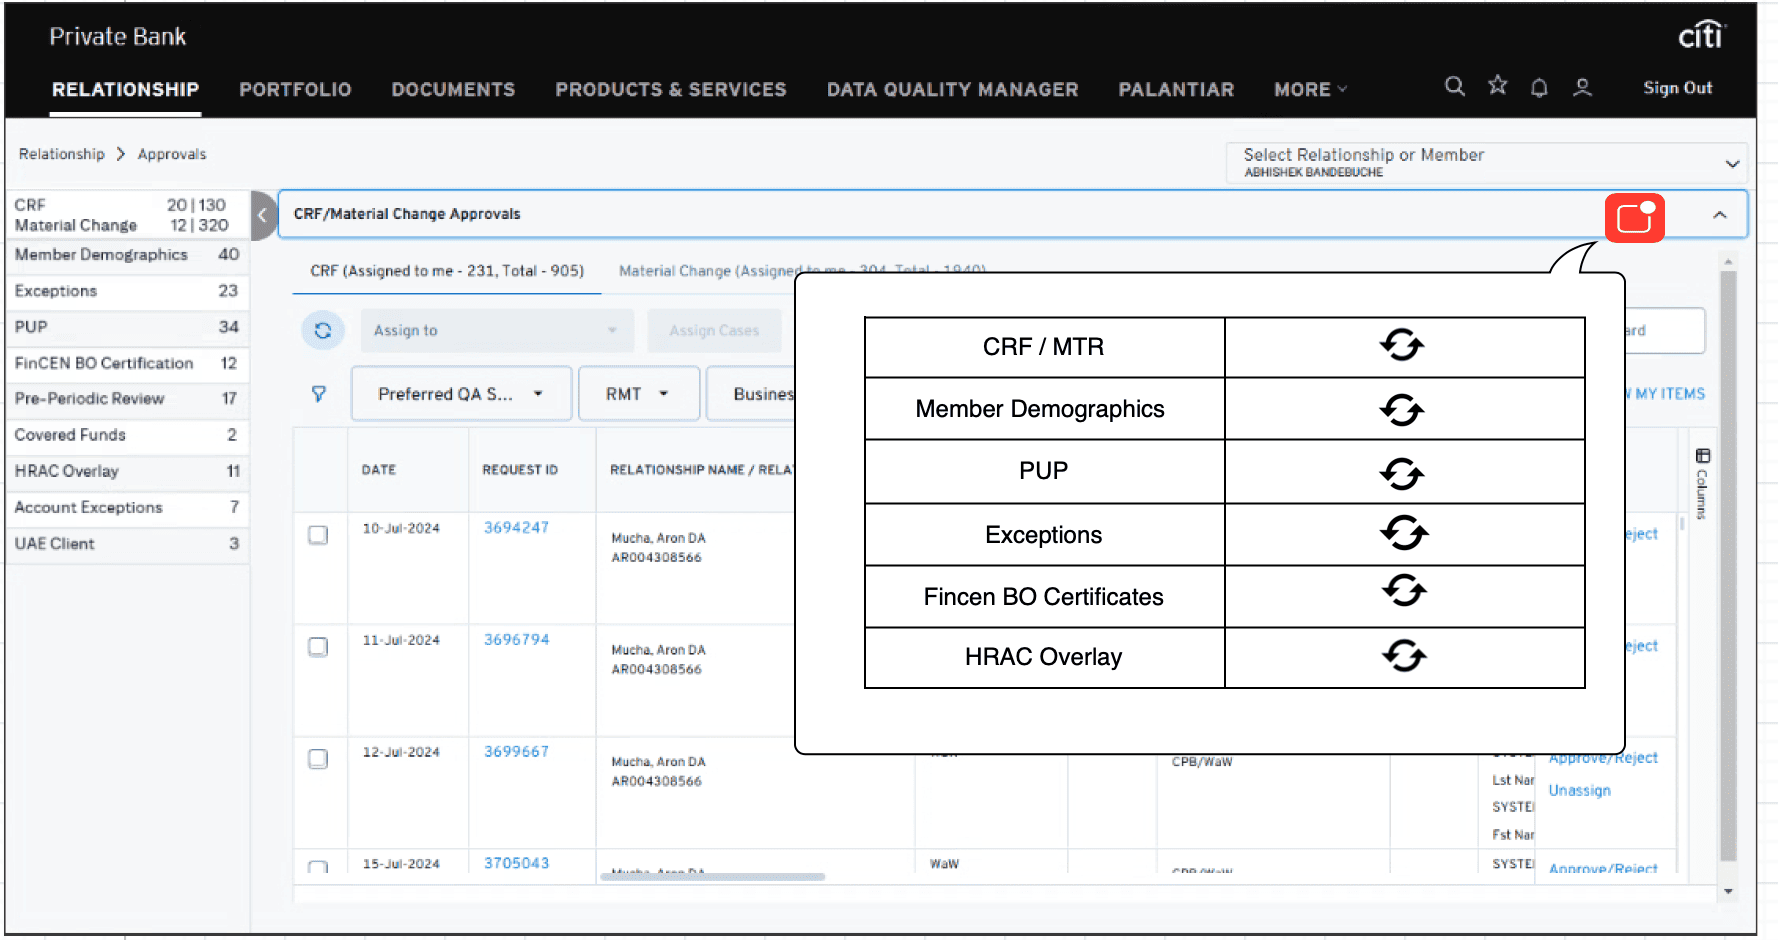 Private Bank
citi
RELATIONSHIP PORTFOLIO DOCUMENTS PRODUCTS & SERVICES DATA QUALITY MANAGER PALANTIAR MORE Sign Out
Relationship > Approvals
Select Relationship or Member
ABHISHEK BANDEBUCHE
CRF 20 | 130
Material Change 12 | 320
Member Demographics 40
Exceptions 23
PUP 34
FinCEN BO Certification 12
Pre-Periodic Review 17
Covered Funds 2
HRAC Overlay 11
Account Exceptions 7
UAE Client 3
CRF/Material Change Approvals
CRF (Assigned to me - 231, Total - 905) Material Change (Assigned to me - 304, Total - 1940)
Assign to Assign Cases
Preferred QA S... RMT Busines
MY ITEMS
DATE REQUEST ID RELATIONSHIP NAME / RELA
Columns
10-Jul-2024 3694247 Mucha, Aron DA
AR004308566
eject
11-Jul-2024 3696794 Mucha, Aron DA
AR004308566
eject
12-Jul-2024 3699667 Mucha, Aron DA
AR004308566
CPB/WaW
Lst Nar
SYSTE
Fst Nar
Approve/Reject
Unassign
15-Jul-2024 3705043 Mucha, Aron DA WaW CPB/WaW SYSTE Approve/Reject
CRF / MTR
Member Demographics
PUP
Exceptions
Fincen BO Certificates
HRAC Overlay